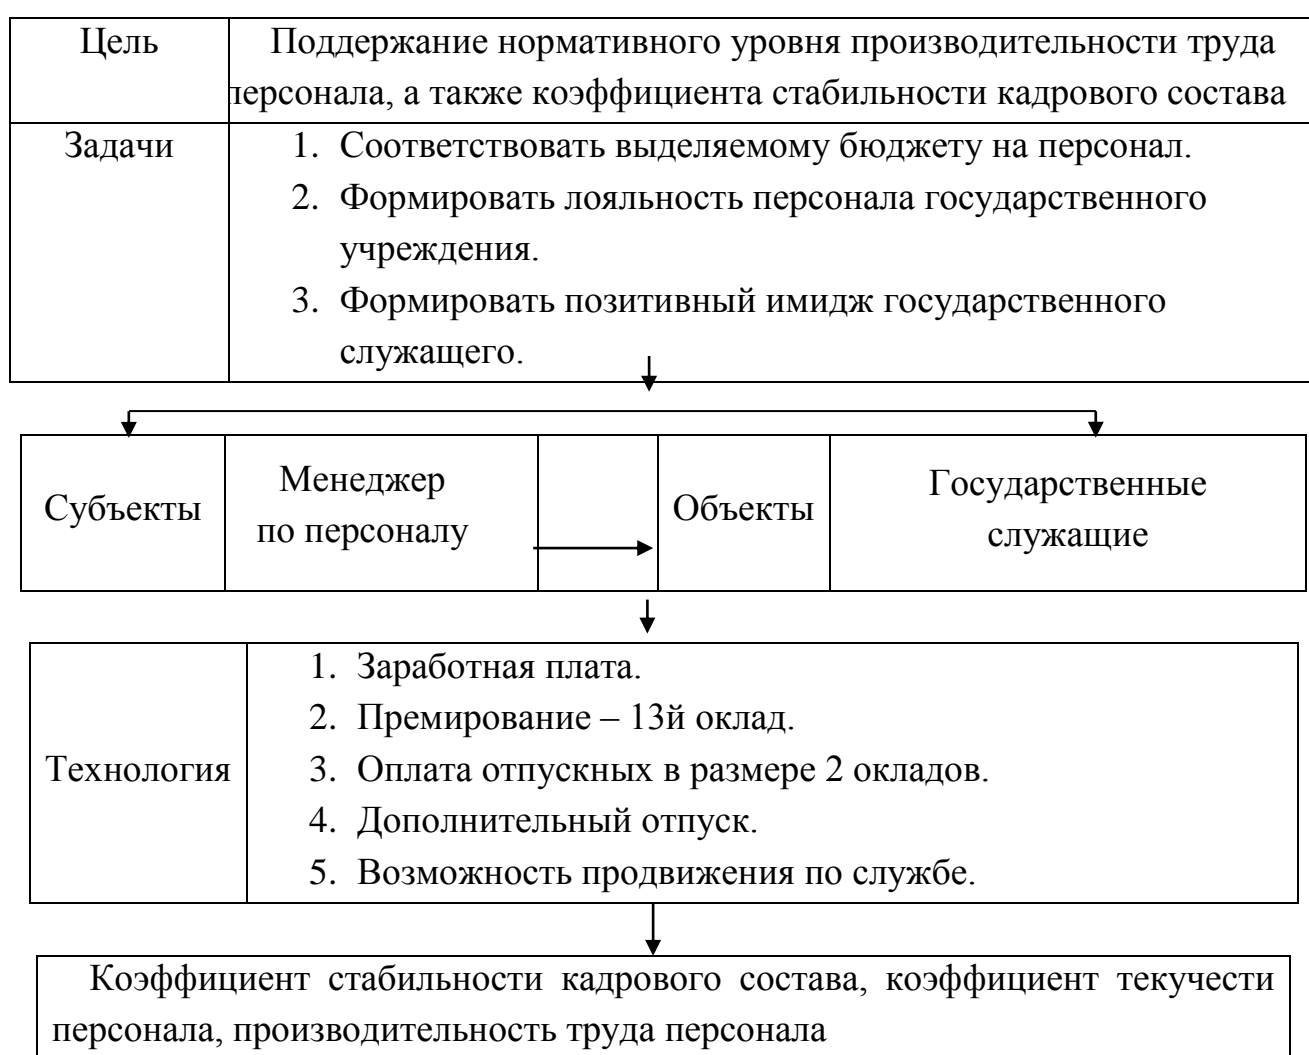 Цель
Поддержание нормативного уровня производительности труда
персонала, а также коэффициента стабильности кадрового состава
Задачи
1. Соответствовать выделяемому бюджету на персонал.
2. Формировать лояльность персонала государственного
учреждения.
3. Формировать позитивный имидж государственного
служащего.
Субъекты
Менеджер
по персоналу
Объекты
Государственные
служащие
Технология
1. Заработная плата.
2. Премирование – 13й оклад.
3. Оплата отпускных в размере 2 окладов.
4. Дополнительный отпуск.
5. Возможность продвижения по службе.
Коэффициент стабильности кадрового состава, коэффициент текучести
персонала, производительность труда персонала